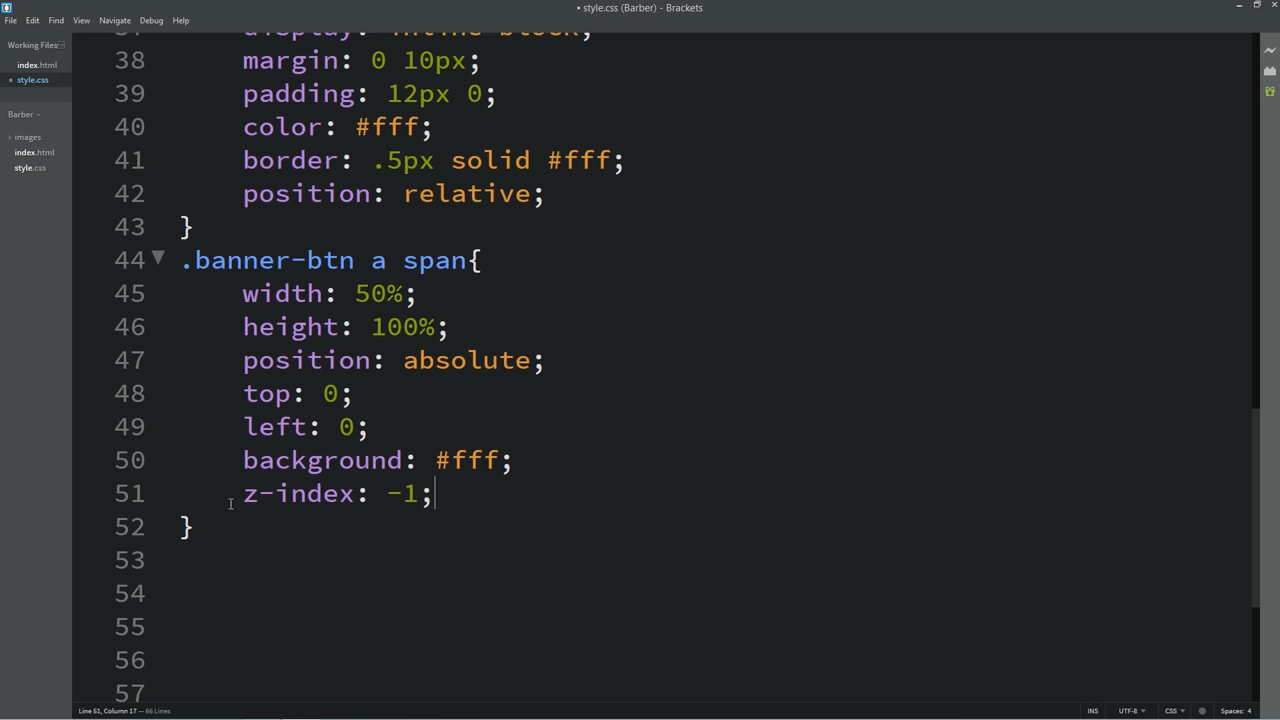 • style.css (Barber) - Brackets
File Edit Find View Navigate Debug Help
Working Files
index.html
• style.css
Barber
images
index.html
style.css
38 margin: 0 10px;
39 padding: 12px 0;
40 color: #fff;
41 border: .5px solid #fff;
42 position: relative;
43 }
44 .banner-btn a span{
45 width: 50%;
46 height: 100%;
47 position: absolute;
48 top: 0;
49 left: 0;
50 background: #fff;
51 z-index: -1;
52 }
53
54
55
56
57
Line 51, Column 17 — 66 Lines
INS UTF-8 CSS Spaces: 4